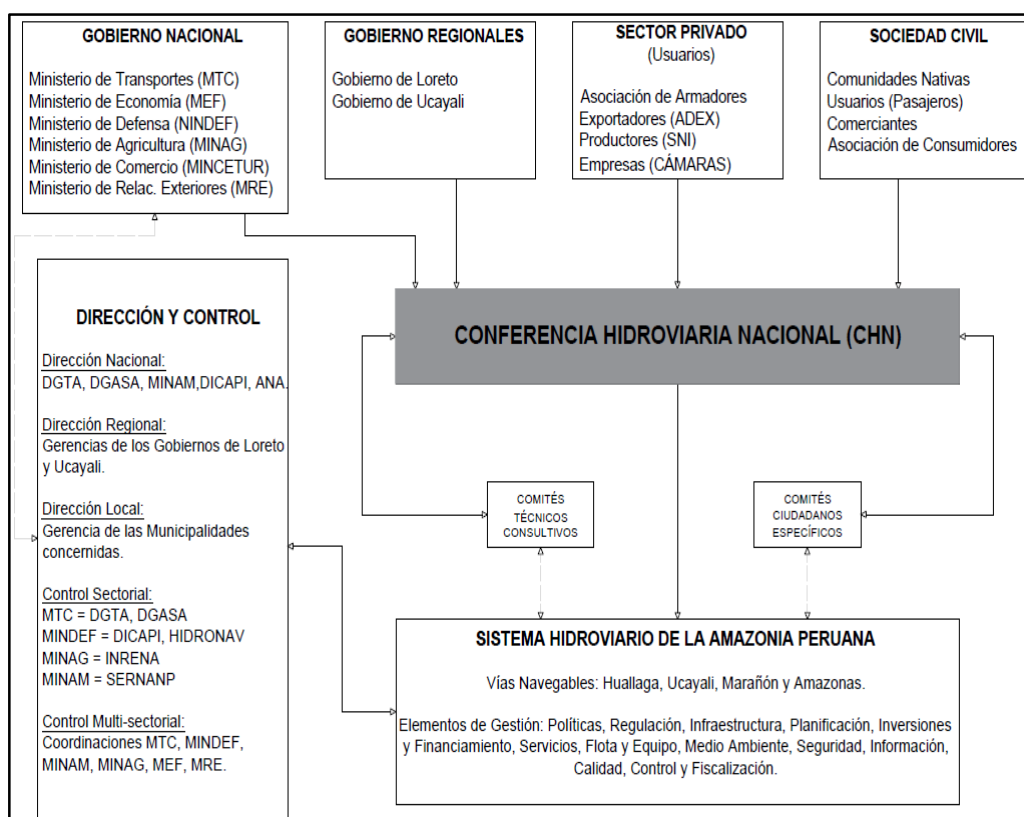 GOBIERNO NACIONAL
Ministerio de Transportes (MTC)
Ministerio de Economía (MEF)
Ministerio de Defensa (NINDEF)
Ministerio de Agricultura (MINAG)
Ministerio de Comercio (MINCETUR)
Ministerio de Relac. Exteriores (MRE)
GOBIERNO REGIONALES
Gobierno de Loreto
Gobierno de Ucayali
SECTOR PRIVADO
(Usuarios)
Asociación de Armadores
Exportadores (ADEX)
Productores (SNI)
Empresas (CÁMARAS)
SOCIEDAD CIVIL
Comunidades Nativas
Usuarios (Pasajeros)
Comerciantes
Asociación de Consumidores
DIRECCIÓN Y CONTROL
Dirección Nacional:
DGTA, DGASA, MINAM,DICAPI, ANA.
Dirección Regional:
Gerencias de los Gobiernos de Loreto
y Ucayali.
Dirección Local:
Gerencia de las Municipalidades
concernidas.
Control Sectorial:
MTC = DGTA, DGASA
MINDEF = DICAPI, HIDRONAV
MINAG = INRENA
MINAM = SERNANP
Control Multi-sectorial:
Coordinaciones MTC, MINDEF,
MINAM, MINAG, MEF, MRE.
CONFERENCIA HIDROVIARIA NACIONAL (CHN)
COMITÉS
TÉCNICOS
CONSULTIVOS
COMITÉS
CIUDADANOS
ESPECÍFICOS
SISTEMA HIDROVIARIO DE LA AMAZONIA PERUANA
Vías Navegables: Huallaga, Ucayali, Marañón y Amazonas.
Elementos de Gestión: Políticas, Regulación, Infraestructura, Planificación, Inversiones
y Financiamiento, Servicios, Flota y Equipo, Medio Ambiente, Seguridad, Información,
Calidad, Control y Fiscalización.